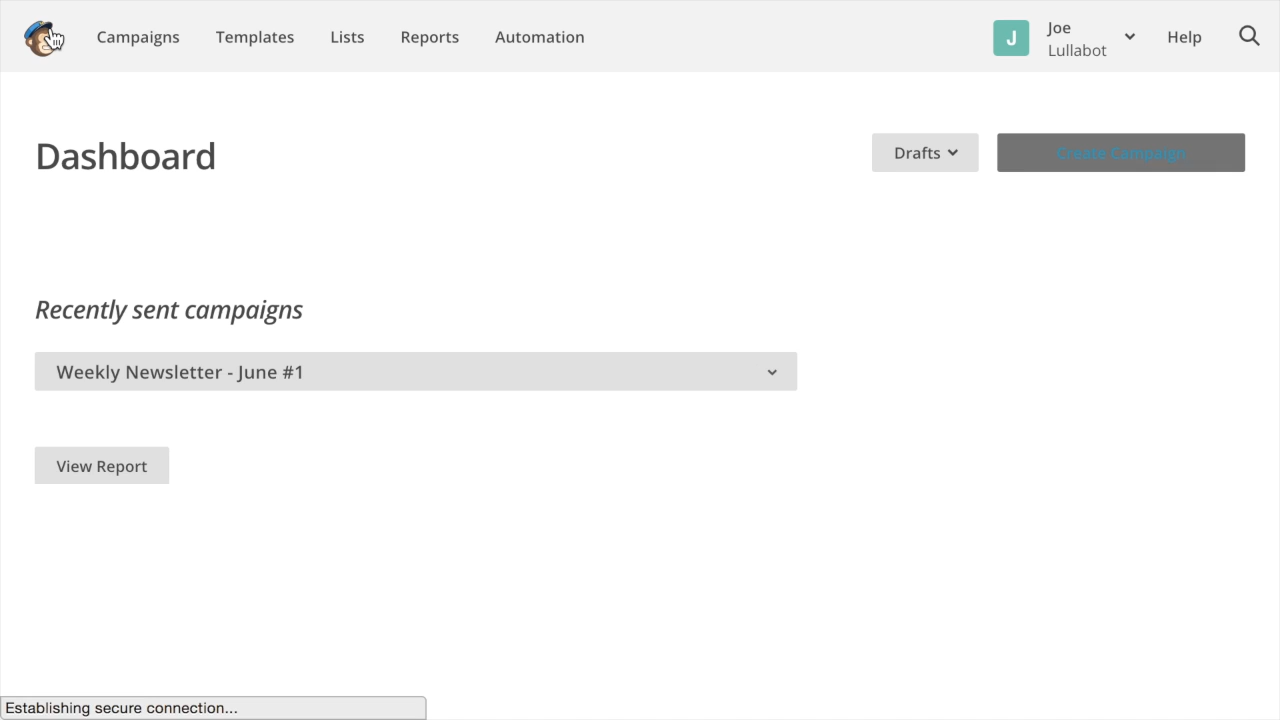 Campaigns Templates Lists Reports Automation
J
Joe
Lullabot
Help
Dashboard
Drafts
Create Campaign
Recently sent campaigns
Weekly Newsletter - June #1
View Report
Establishing secure connection...